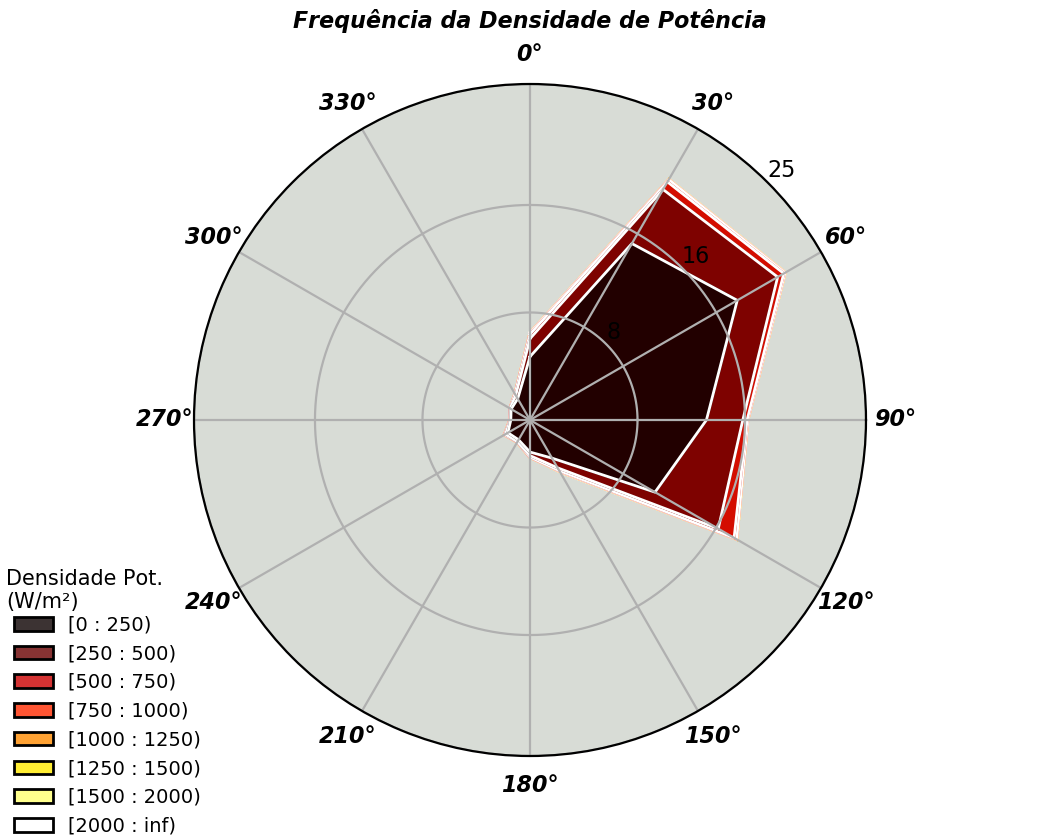 Frequência da Densidade de Potência
0°
330°
30°
25
300°
60°
16
8
270°
90°
240°
120°
210°
150°
180°
Densidade Pot.
(W/m²)
[0 : 250)
[250 : 500)
[500 : 750)
[750 : 1000)
[1000 : 1250)
[1250 : 1500)
[1500 : 2000)
[2000 : inf)